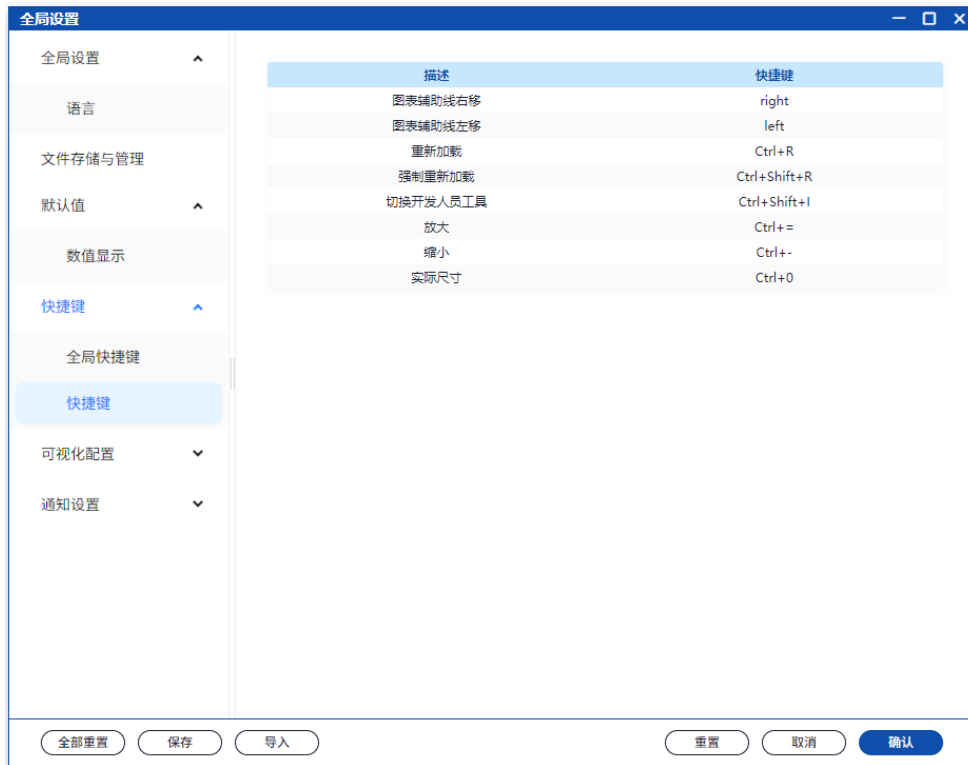 全局设置
全局设置
语言
文件存储与管理
默认值
数值显示
快捷键
全局快捷键
快捷键
可视化配置
通知设置
描述 快捷键
图表辅助线右移 right
图表辅助线左移 left
重新加载 Ctrl+R
强制重新加载 Ctrl+Shift+R
切换开发人员工具 Ctrl+Shift+I
放大 Ctrl+=
缩小 Ctrl+-
实际尺寸 Ctrl+0
全部重置 保存 导入 重置 取消 确认